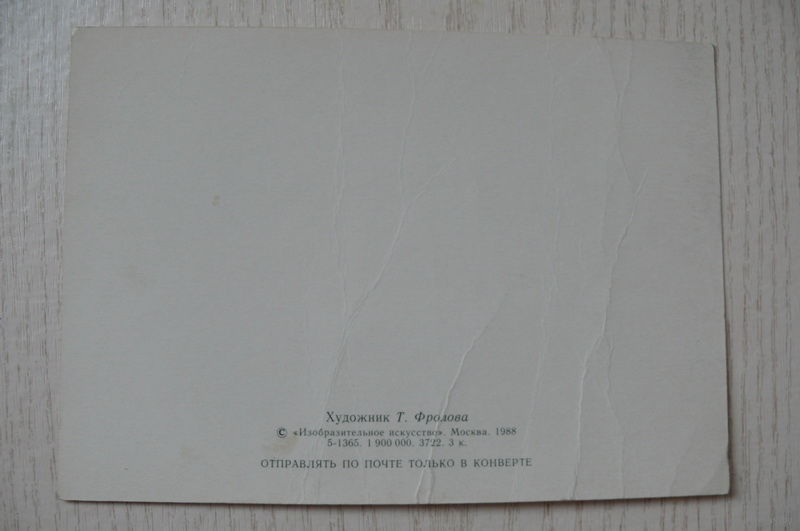 Художник Т. Фролова
© «Изобразительное искусство». Москва. 1988
5-1365. 1 900 000. 3722. 3 к.
ОТПРАВЛЯТЬ ПО ПОЧТЕ ТОЛЬКО В КОНВЕРТЕ